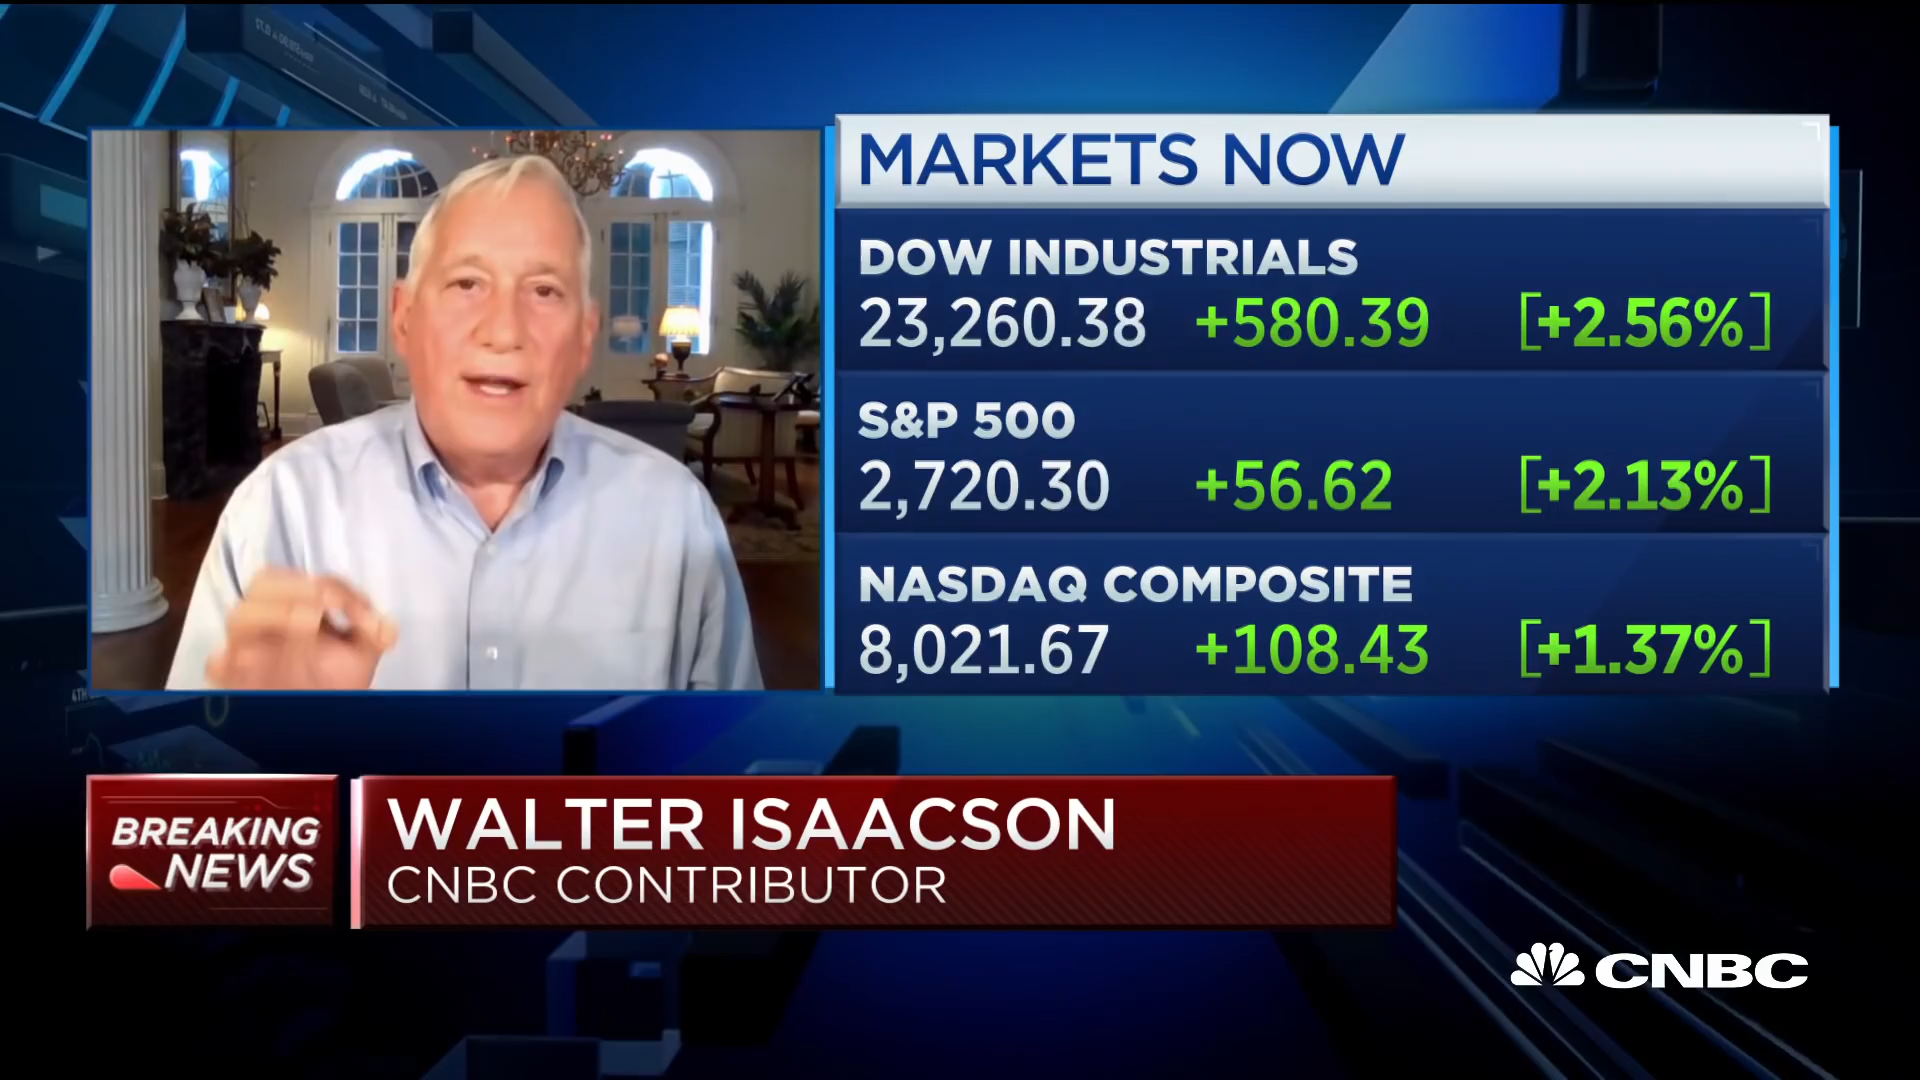 MARKETS NOW
DOW INDUSTRIALS
23,260.38 +580.39 [+2.56%]
S&P 500
2,720.30 +56.62 [+2.13%]
NASDAQ COMPOSITE
8,021.67 +108.43 [+1.37%]
BREAKING
NEWS
WALTER ISAACSON
CNBC CONTRIBUTOR
CNBC